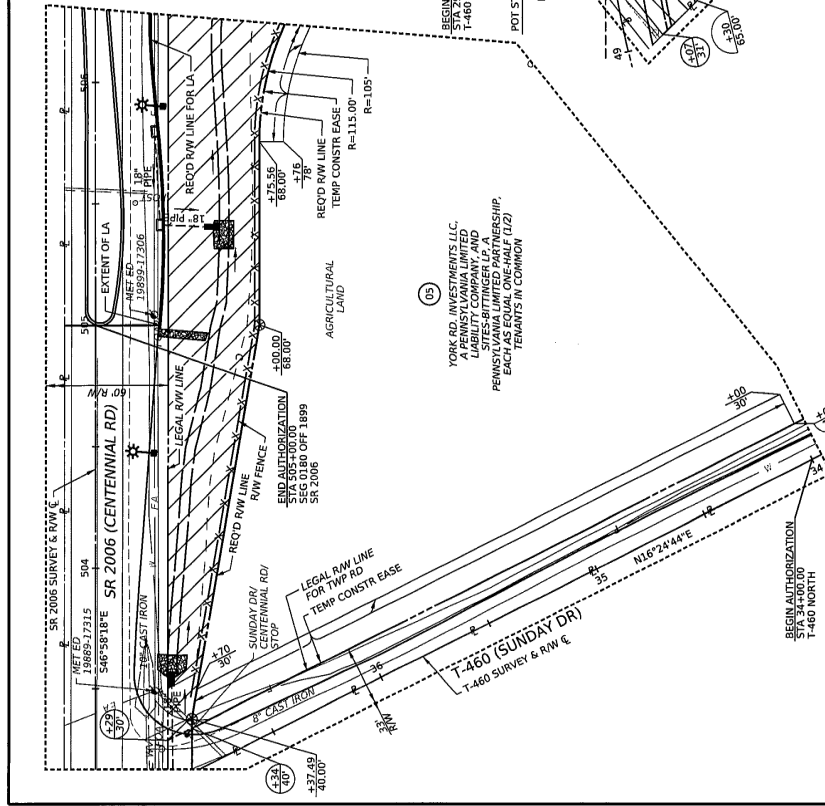 BEGIN
STA 29
T-460
POT ST
49
+07
31'
+30
65.00'
506
REQ'D R/W LINE FOR LA
18"
PIPE
POST
18" PIPE
EXTENT OF LA
MET ED
19899-17306
505
60' R/W
LEGAL R/W LINE
SR 2006 SURVEY & R/W ℄
SR 2006 (CENTENNIAL RD)
504
MET ED
19889-17315
S46°58'18"E
10" CAST IRON
FA
+29
30'
PIPE
+34
40'
+37.49
40.00'
+70
30'
SUNDAY DR/
CENTENNIAL RD/
STOP
REQ'D R/W LINE
R/W FENCE
END AUTHORIZATION
STA 505+00.00
SEG 0180 OFF 1899
SR 2006
+00.00
68.00'
AGRICULTURAL
LAND
+75.56
68.00'
+76
78'
REQ'D R/W LINE
TEMP CONSTR EASE
R=115.00'
R=105'
05
YORK RD. INVESTMENTS LLC,
A PENNSYLVANIA LIMITED
LIABILITY COMPANY, AND
SITES-BITTINGER LP, A
PENNSYLVANIA LIMITED PARTNERSHIP,
EACH AS EQUAL ONE-HALF (1/2)
TENANTS IN COMMON
LEGAL R/W LINE
FOR TWP RD
TEMP CONSTR EASE
36
8" CAST IRON
33'
R/W
T-460 (SUNDAY DR)
T-460 SURVEY & R/W ℄
35
N16°24'44"E
W
34
+00
30'
BEGIN AUTHORIZATION
STA 34+00.00
T-460 NORTH